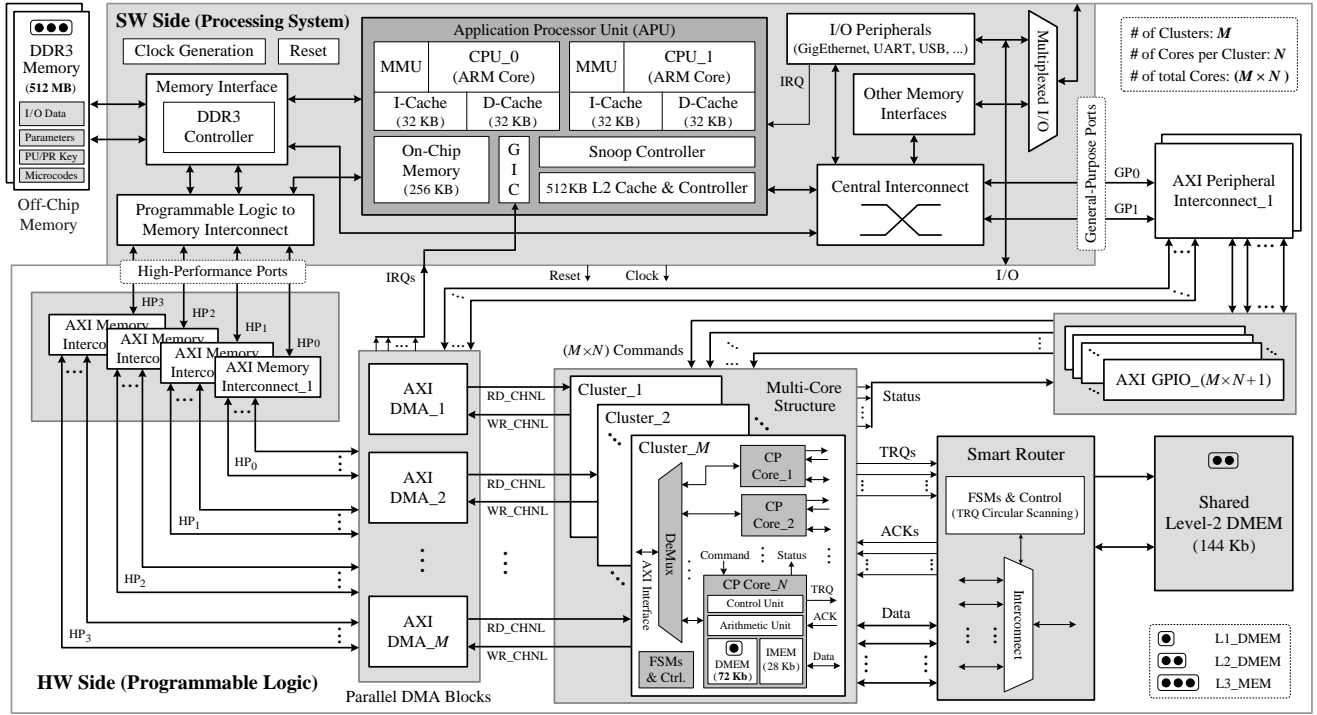 SW Side (Processing System)
DDR3
Memory
(512 MB)
I/O Data
Parameters
PU/PR Key
Microcodes
Off-Chip
Memory
Clock Generation
Reset
Memory Interface
DDR3
Controller
Programmable Logic to
Memory Interconnect
High-Performance Ports
Application Processor Unit (APU)
MMU
CPU_0
(ARM Core)
I-Cache
(32 KB)
D-Cache
(32 KB)
MMU
CPU_1
(ARM Core)
I-Cache
(32 KB)
D-Cache
(32 KB)
On-Chip
Memory
(256 KB)
G
I
C
Snoop Controller
512KB L2 Cache & Controller
IRQ
I/O Peripherals
(GigEthernet, UART, USB, ...)
Other Memory
Interfaces
Multiplexed I/O
Central Interconnect
General-Purpose Ports
GP0
GP1
I/O
# of Clusters: M
# of Cores per Cluster: N
# of total Cores: (M × N)
AXI Peripheral
Interconnect_1
IRQs
Reset
Clock
HP3
HP2
HP1
HP0
AXI Memory
Interco
AXI Memory
Interco
AXI Memory
Interco
AXI Memory
Interconnect_1
HP0
HP1
HP2
HP3
AXI
DMA_1
AXI
DMA_2
AXI
DMA_M
Parallel DMA Blocks
RD_CHNL
WR_CHNL
RD_CHNL
WR_CHNL
RD_CHNL
WR_CHNL
(M×N) Commands
Multi-Core
Structure
Cluster_1
Cluster_2
Cluster_M
CP
Core_1
CP
Core_2
DeMux
AXI Interface
Command
Status
CP Core_N
Control Unit
Arithmetic Unit
DMEM
(72 Kb)
IMEM
(28 Kb)
TRQ
ACK
Data
FSMs
& Ctrl.
Status
AXI GPIO_(M×N+1)
TRQs
ACKs
Data
Smart Router
FSMs & Control
(TRQ Circular Scanning)
Interconnect
Shared
Level-2 DMEM
(144 Kb)
L1_DMEM
L2_DMEM
L3_MEM
HW Side (Programmable Logic)